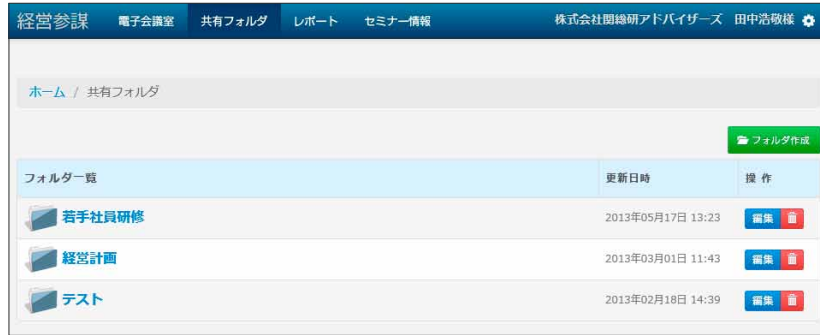 経営参謀 電子会議室 共有フォルダ レポート セミナー情報 株式会社関総研アドバイザーズ 田中浩敬様
ホーム / 共有フォルダ
フォルダ作成
フォルダ一覧 更新日時 操 作
若手社員研修 2013年05月17日 13:23 編集
経営計画 2013年03月01日 11:43 編集
テスト 2013年02月18日 14:39 編集